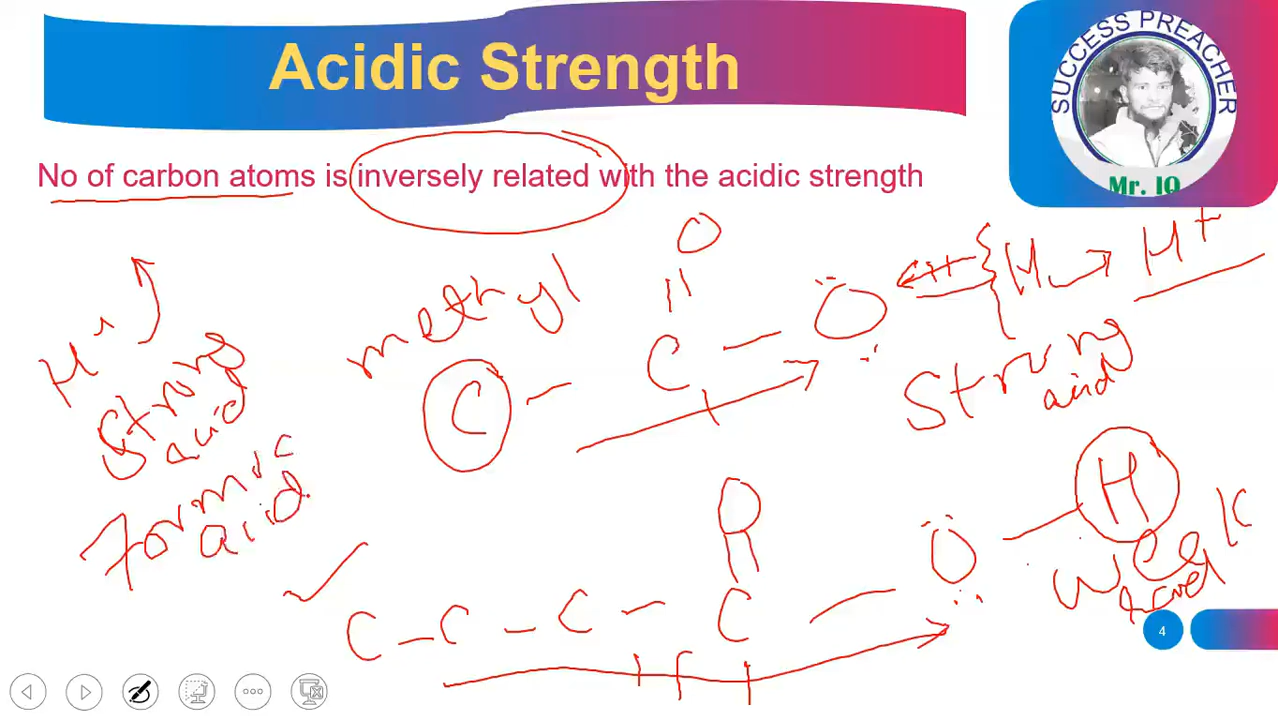 Acidic Strength
SUCCESS PREACHER
Mr. IQ
No of carbon atoms is inversely related with the acidic strength
H+
Strong
acid
Formic
acid
methyl
O
C - C - O H → H+
Strong
acid
O
C - C - C - C - O - H
weak
acid
4